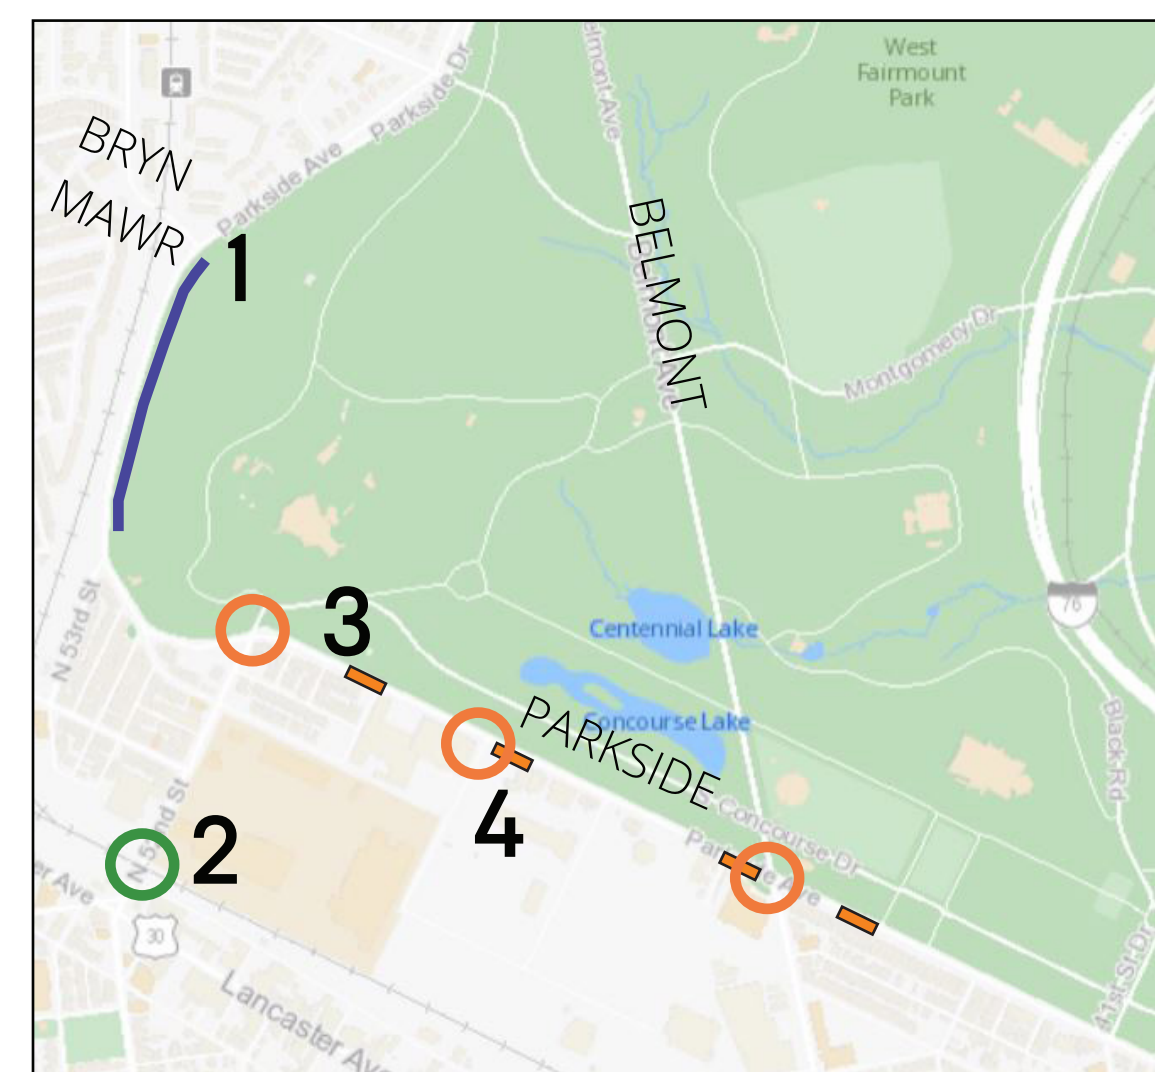 West
Fairmount
Park
Parkside Dr
BRYN
MAWR
Parkside Ave
1
BELMONT
Belmont Ave
Montgomery Dr
76
N 53rd St
3
Centennial Lake
Concourse Lake
PARKSIDE
Black Rd
4
S Concourse Dr
Parkside Ave
N 52nd St
2
30
Lancaster Ave
41st St Dr